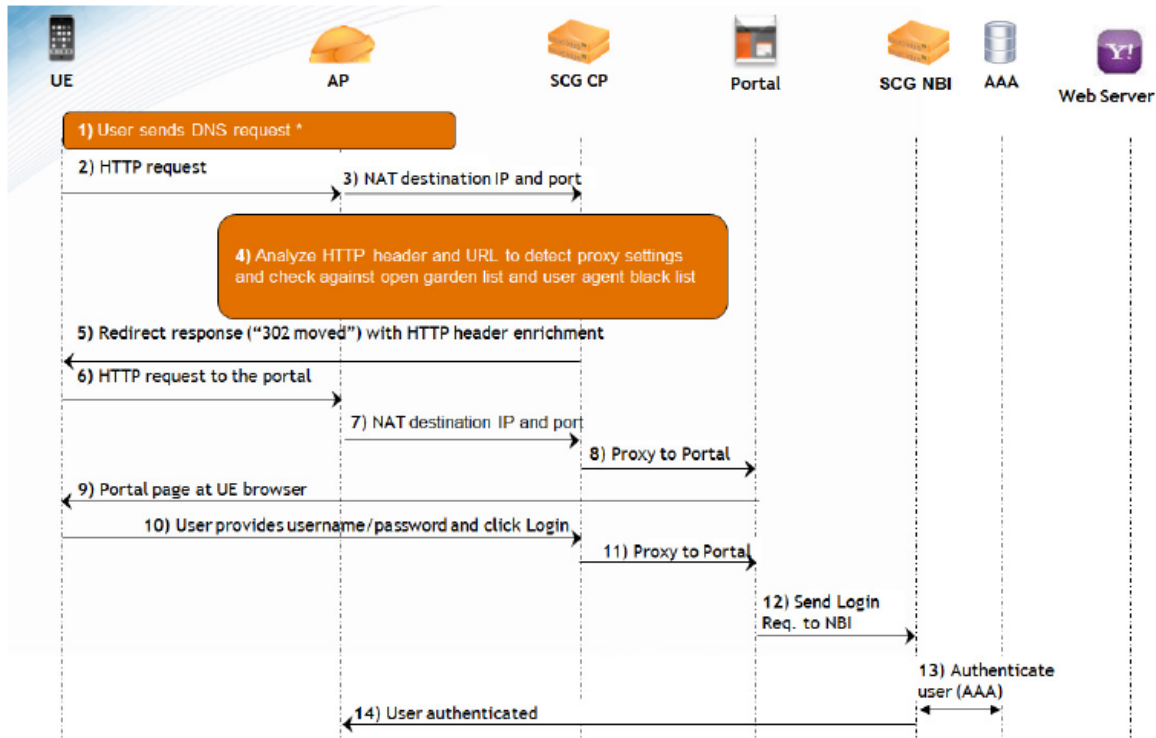 UE
AP
SCG CP
Portal
SCG NBI
AAA
Y!
Web Server
1) User sends DNS request *
2) HTTP request
3) NAT destination IP and port
4) Analyze HTTP header and URL to detect proxy settings
and check against open garden list and user agent black list
5) Redirect response (“302 moved”) with HTTP header enrichment
6) HTTP request to the portal
7) NAT destination IP and port
8) Proxy to Portal
9) Portal page at UE browser
10) User provides username/password and click Login
11) Proxy to Portal
12) Send Login
Req. to NBI
13) Authenticate
user (AAA)
14) User authenticated